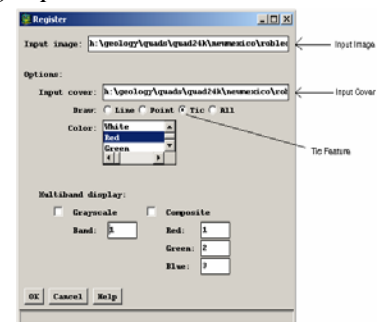 Register
Input image: h:\geology\quads\quad24k\newmexico\robled
Input Image
Options:
Input cover: h:\geology\quads\quad24k\newmexico\robl
Input Cover
Draw: Line Point Tic All
Color: White
Red
Green
Tic Feature
Multiband display:
Grayscale Composite
Band: 1 Red: 1
Green: 2
Blue: 3
OK Cancel Help